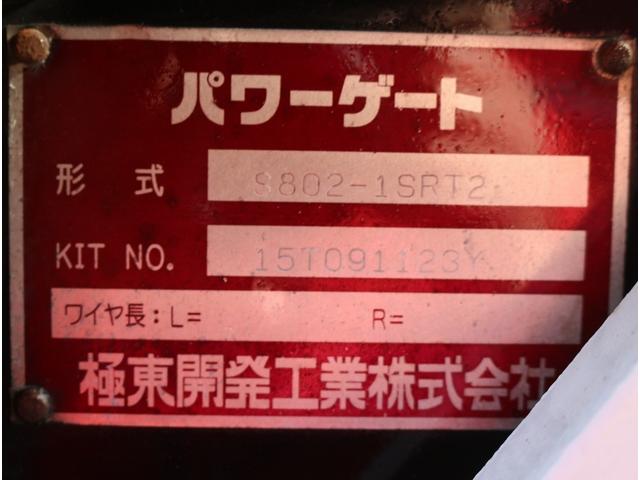 パワーゲート
形 式 S802-1SRT2
KIT NO. 15T091123Y
ワイヤ長:L= R=
極東開発工業株式会社